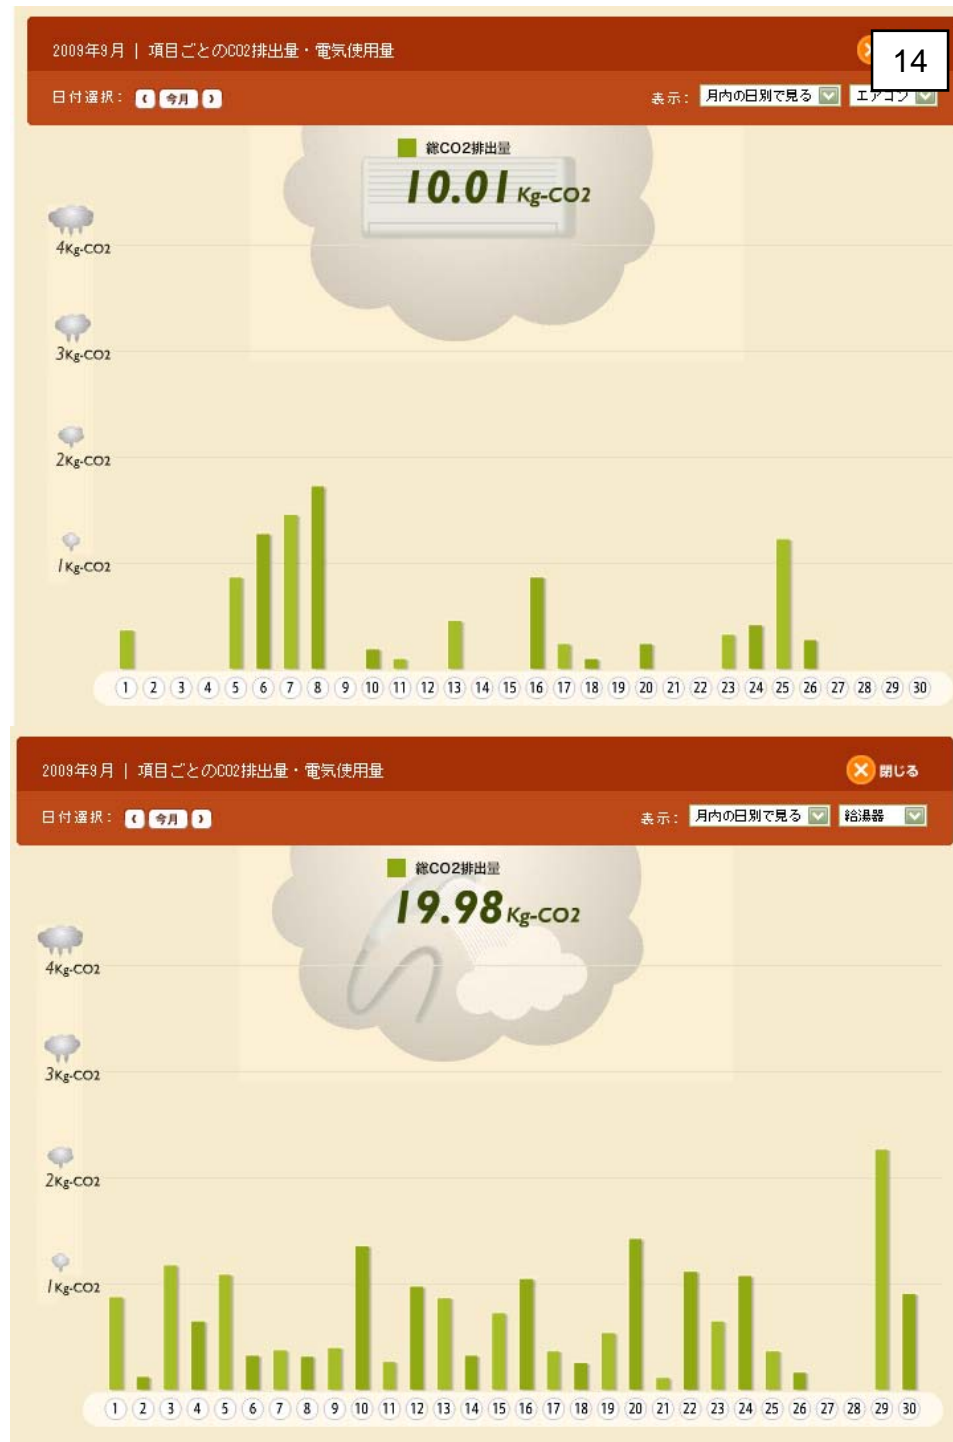 2009年9月 | 項目ごとのCO2排出量・電気使用量
14
日付選択: 今月
表示: 月内の日別で見る エアコン
総CO2排出量
10.01 Kg-CO2
4Kg-CO2
3Kg-CO2
2Kg-CO2
1Kg-CO2
1 2 3 4 5 6 7 8 9 10 11 12 13 14 15 16 17 18 19 20 21 22 23 24 25 26 27 28 29 30
2009年9月 | 項目ごとのCO2排出量・電気使用量
閉じる
日付選択: 今月
表示: 月内の日別で見る 給湯器
総CO2排出量
19.98 Kg-CO2
4Kg-CO2
3Kg-CO2
2Kg-CO2
1Kg-CO2
1 2 3 4 5 6 7 8 9 10 11 12 13 14 15 16 17 18 19 20 21 22 23 24 25 26 27 28 29 30